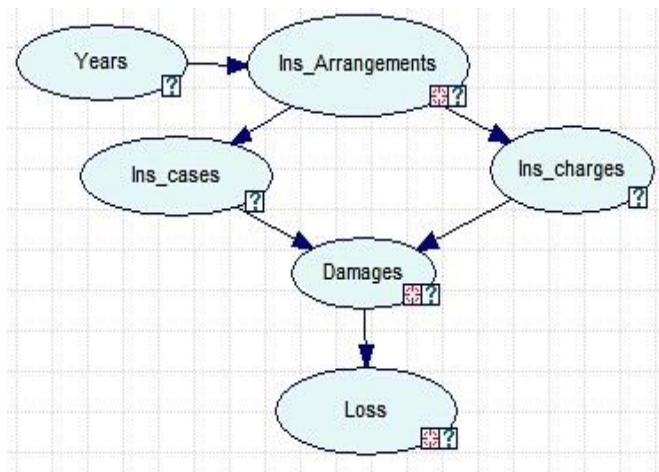 Years
Ins_Arrangements
?
?
Ins_cases
Ins_charges
?
?
Damages
?
Loss
?